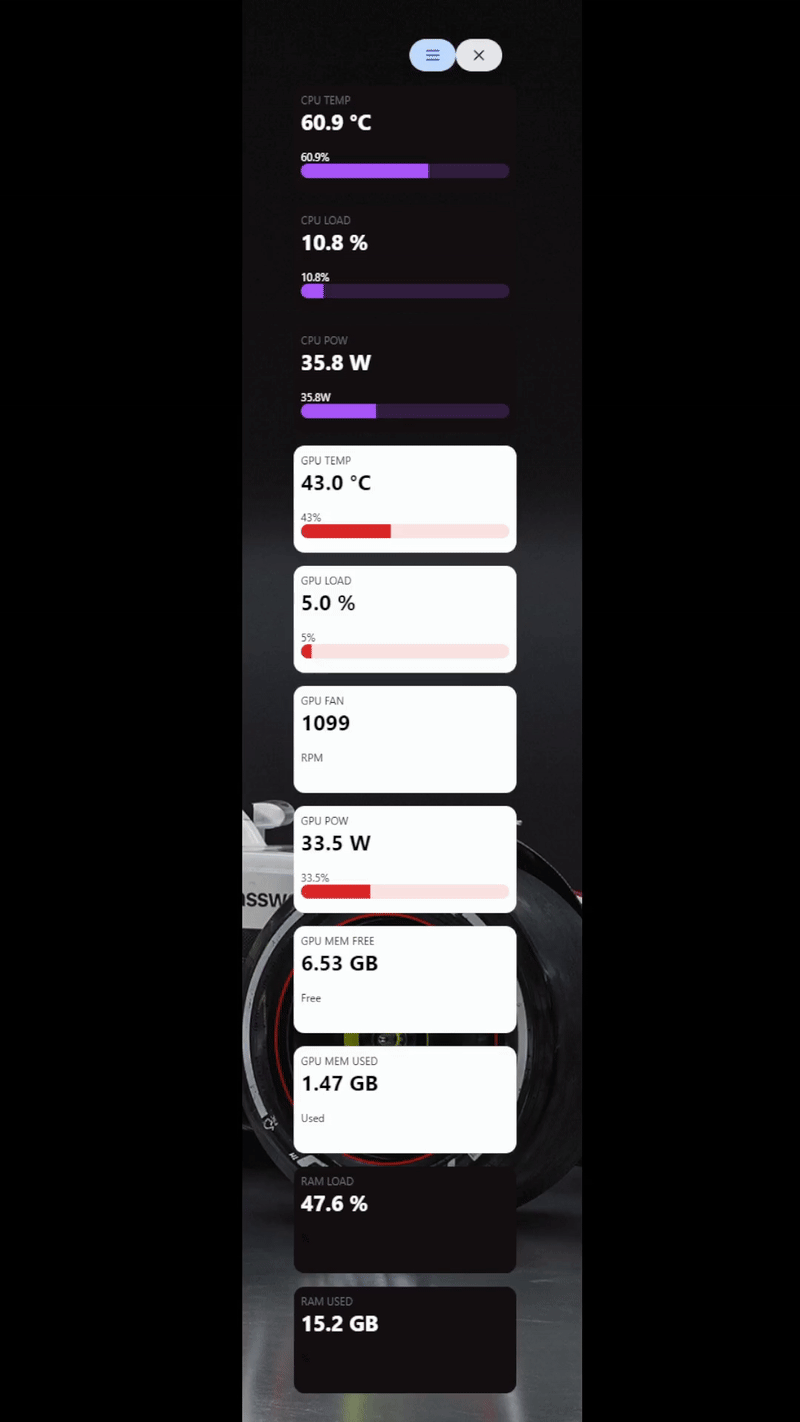 CPU TEMP
60.9 °C
60.9%
CPU LOAD
10.8 %
10.8%
CPU POW
35.8 W
35.8W
GPU TEMP
43.0 °C
43%
GPU LOAD
5.0 %
5%
GPU FAN
1099
RPM
GPU POW
33.5 W
33.5%
GPU MEM FREE
6.53 GB
Free
GPU MEM USED
1.47 GB
Used
RAM LOAD
47.6 %
%
RAM USED
15.2 GB